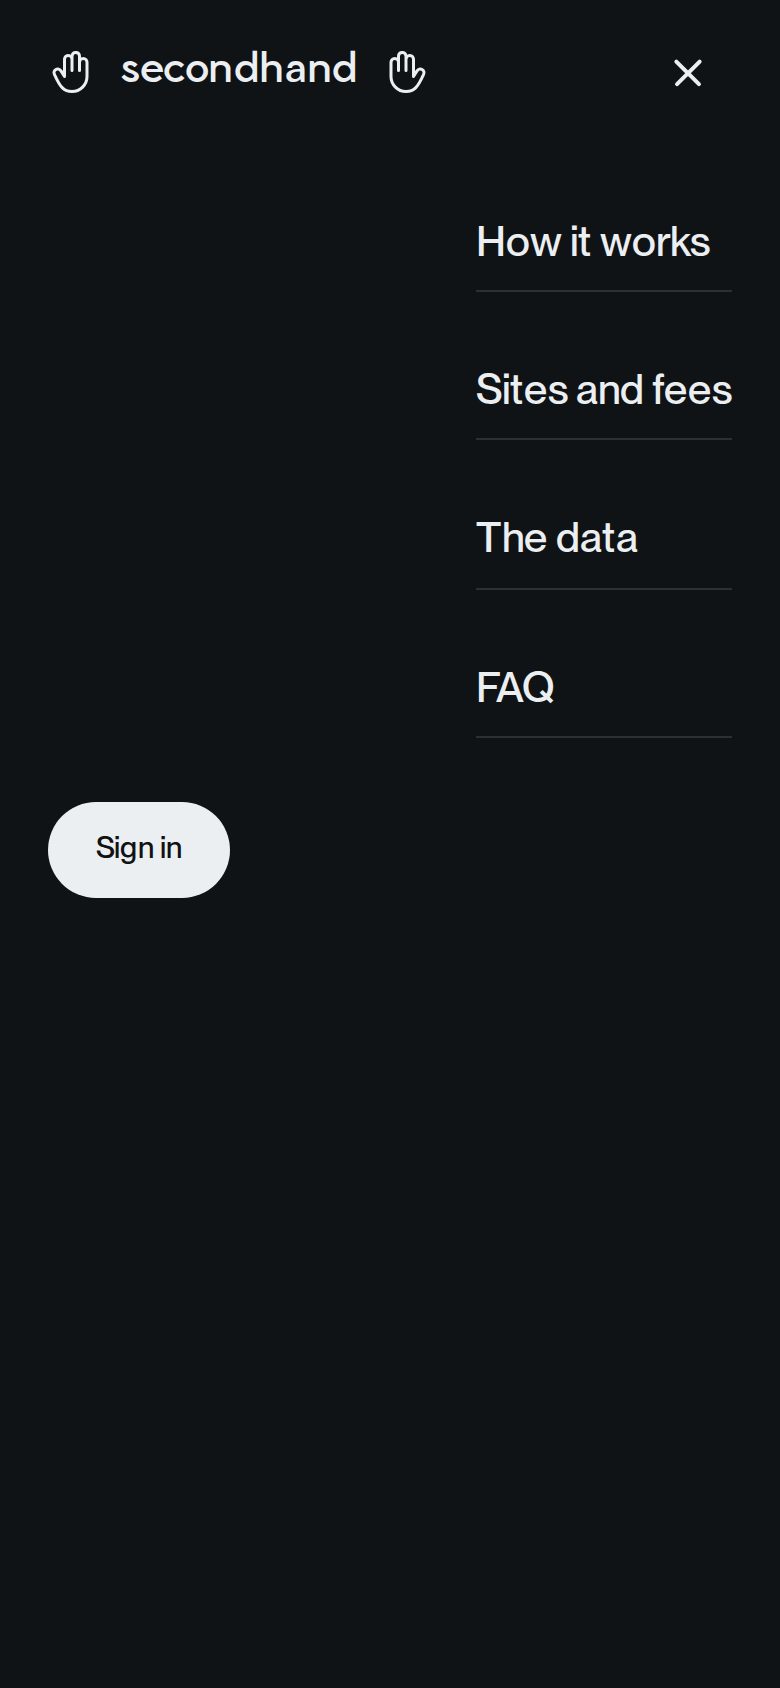 secondhand
How it works
Sites and fees
The data
FAQ
Sign in